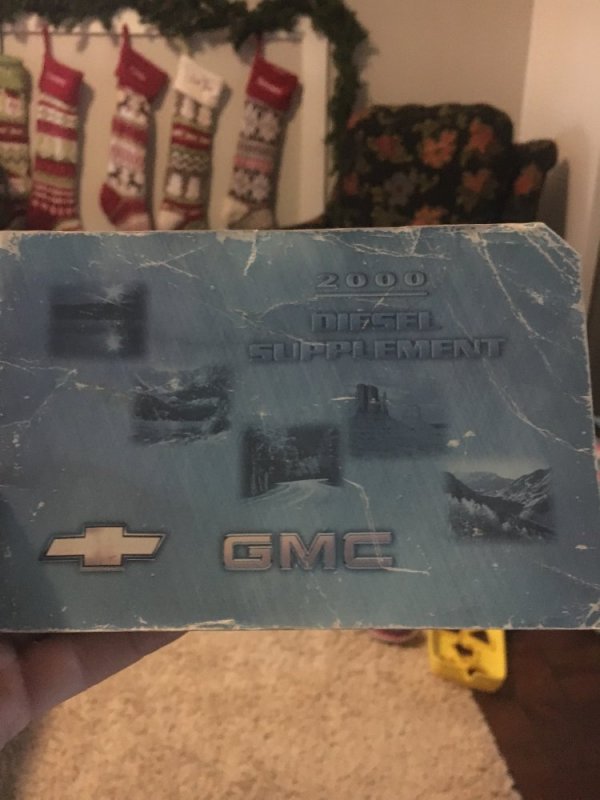 2000
DIESEL
SUPPLEMENT
GMC